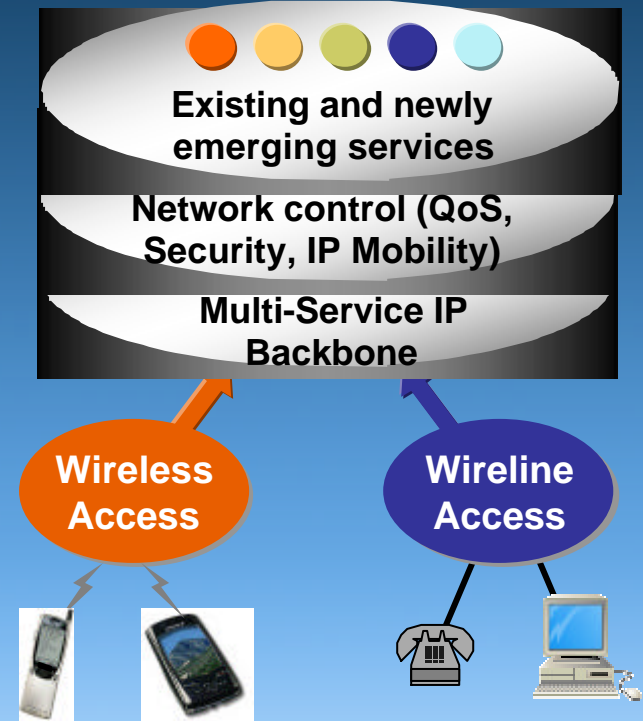 Existing and newly
emerging services
Network control (QoS,
Security, IP Mobility)
Multi-Service IP
Backbone
Wireless
Access
Wireline
Access